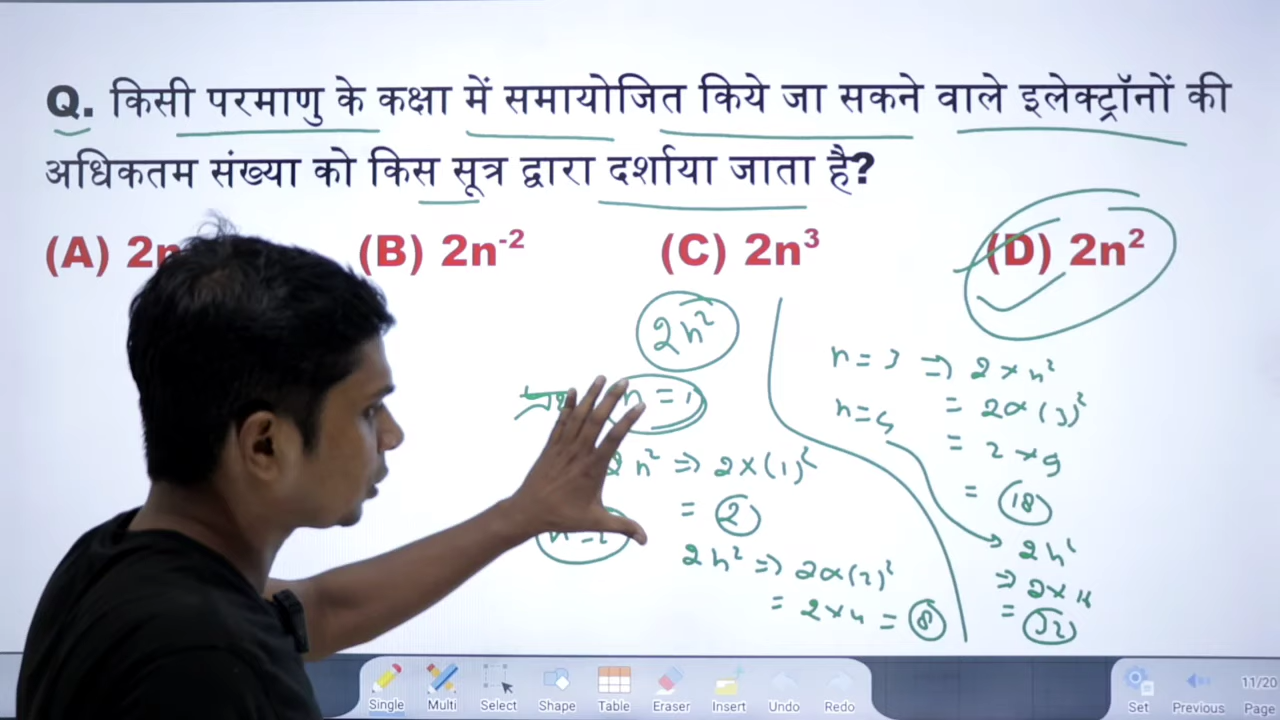 Q. किसी परमाणु के कक्षा में समायोजित किये जा सकने वाले इलेक्ट्रॉनों की
अधिकतम संख्या को किस सूत्र द्वारा दर्शाया जाता है?
(A) 2n (B) 2n⁻² (C) 2n³ (D) 2n²
2n²
n = 1
2n² ⇒ 2×(1)²
= 2
n = 2
2n² ⇒ 2×(2)²
= 2×4 = 8
n = 3 ⇒ 2×n²
= 2×(3)²
= 2×9
= 18
n=4
2n²
⇒ 2×16
= 32
Single Multi Select Shape Table Eraser Insert Undo Redo Set Previous Page
11/20